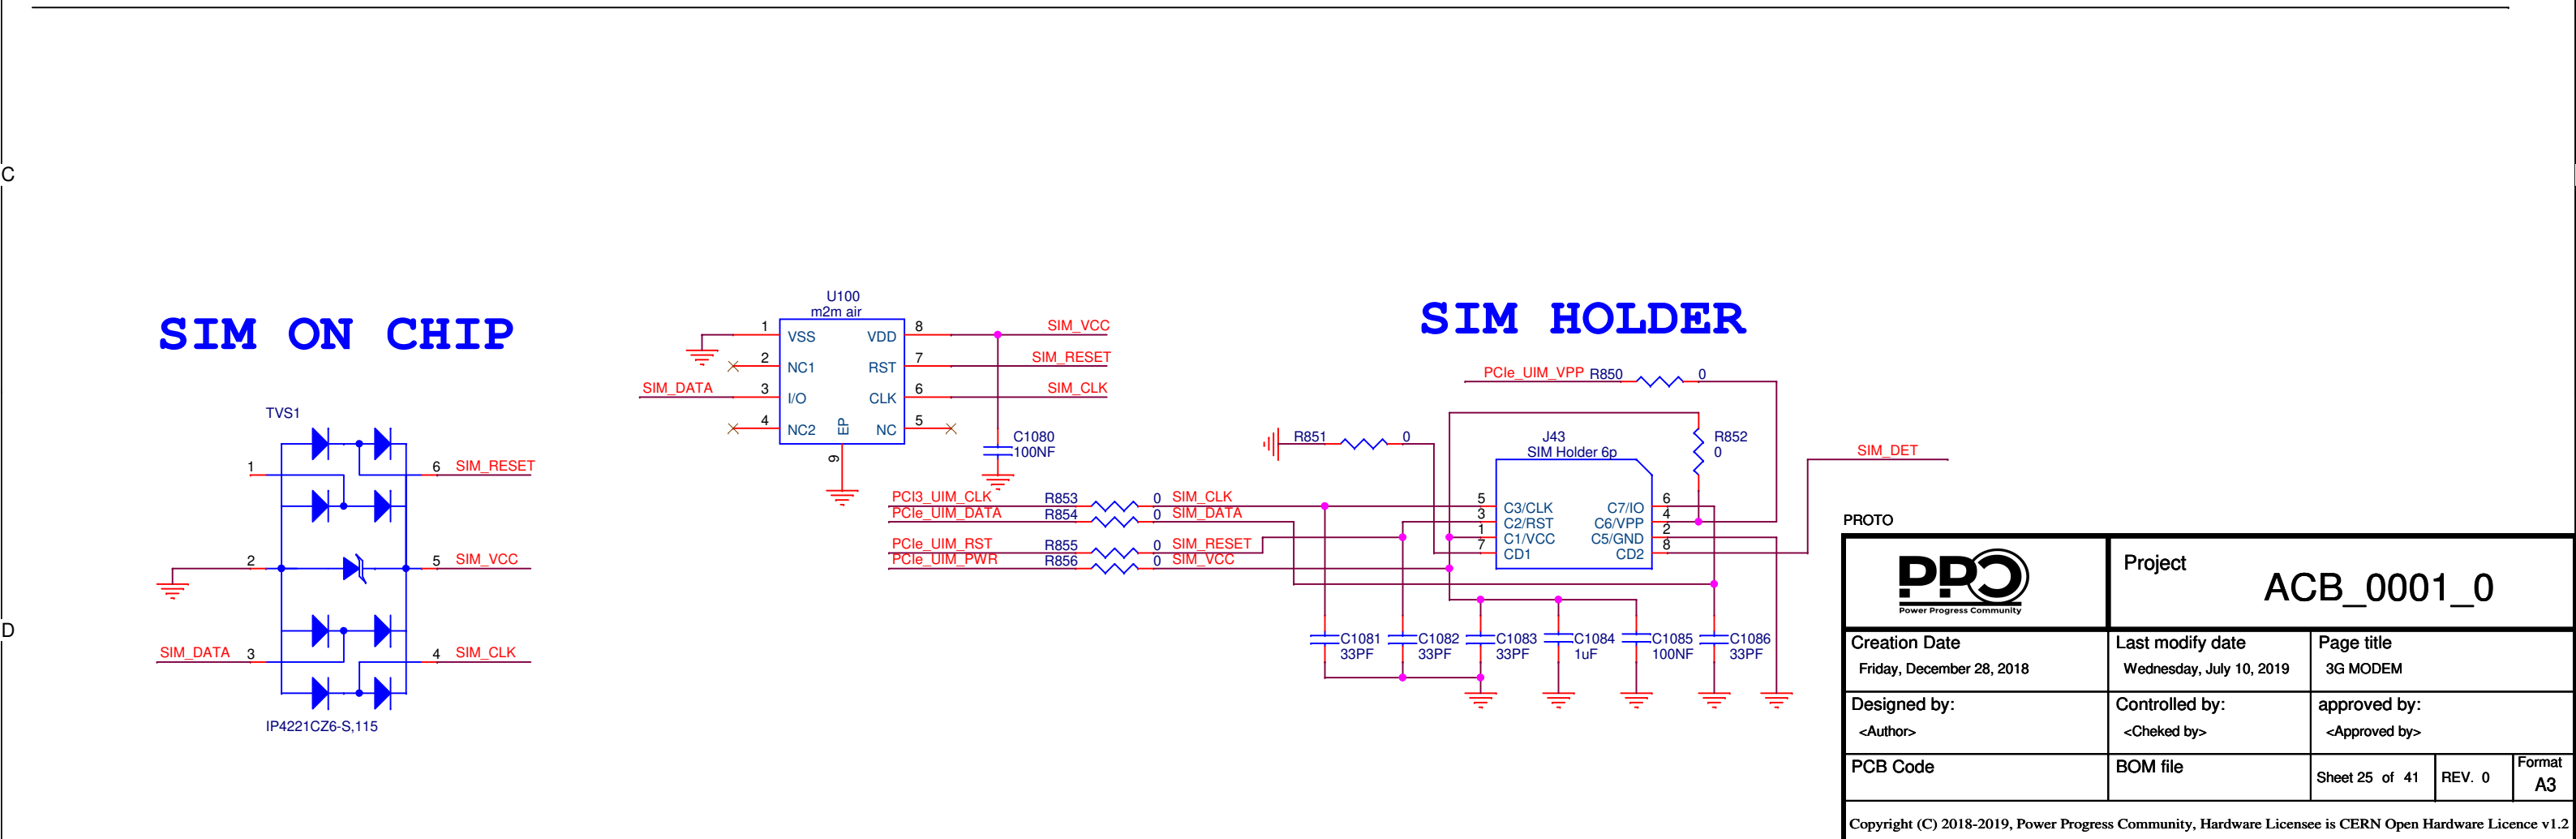 C
D
SIM ON CHIP
TVS1
1
6 SIM_RESET
2
5 SIM_VCC
SIM_DATA 3
4 SIM_CLK
IP4221CZ6-S,115
U100
m2m air
1 VSS VDD 8 SIM_VCC
2 NC1 RST 7 SIM_RESET
SIM_DATA 3 I/O CLK 6 SIM_CLK
4 NC2 EP NC 5
9
C1080
100NF
SIM HOLDER
PCIe_UIM_VPP R850 0
R851 0
J43
SIM Holder 6p
R852
0
SIM_DET
PCI3_UIM_CLK R853 0 SIM_CLK
PCIe_UIM_DATA R854 0 SIM_DATA
PCIe_UIM_RST R855 0 SIM_RESET
PCIe_UIM_PWR R856 0 SIM_VCC
5 C3/CLK C7/IO 6
3 C2/RST C6/VPP 4
1 C1/VCC C5/GND 2
7 CD1 CD2 8
C1081 C1082 C1083 C1084 C1085 C1086
33PF 33PF 33PF 1uF 100NF 33PF
PROTO
PPC
Power Progress Community
Project
ACB_0001_0
Creation Date Last modify date Page title
Friday, December 28, 2018 Wednesday, July 10, 2019 3G MODEM
Designed by: Controlled by: approved by:
<Author> <Cheked by> <Approved by>
PCB Code BOM file Sheet 25 of 41 REV. 0 Format
A3
Copyright (C) 2018-2019, Power Progress Community, Hardware Licensee is CERN Open Hardware Licence v1.2